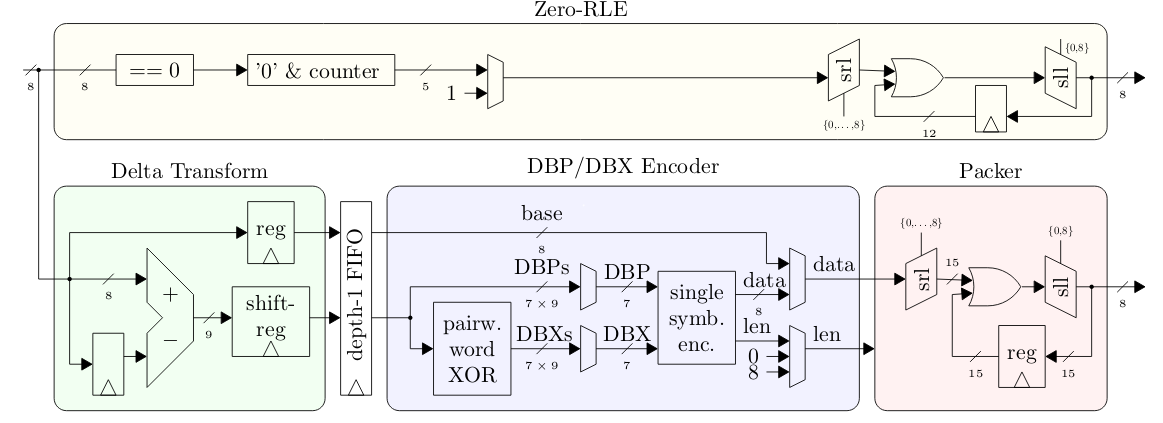 Zero-RLE
8
8
== 0
'0' & counter
5
1
srl
{0,...,8}
12
sll
{0,8}
8
Delta Transform
8
+
−
9
reg
shift-
reg
depth-1 FIFO
DBP/DBX Encoder
base
8
DBPs
7 × 9
DBP
7
pairw.
word
XOR
DBXs
7 × 9
DBX
7
single
symb.
enc.
data
8
len
0
8
data
len
Packer
{0,...,8}
srl
15
{0,8}
sll
8
reg
15
15